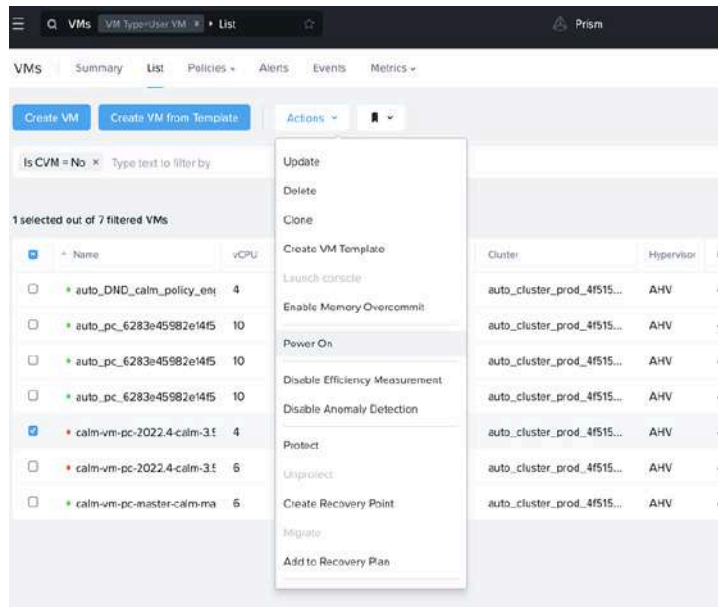 VMs VM Type=User VM × List Prism
VMs Summary List Policies Alerts Events Metrics
Create VM Create VM from Template Actions
Is CVM = No × Type text to filter by
Update
Delete
1 selected out of 7 filtered VMs
Clone
Create VM Template
Name vCPU Cluster Hypervisor
Launch console
auto_DND_calm_policy_eng 4 auto_cluster_prod_4f515... AHV
Enable Memory Overcommit
auto_pc_6283e45982e14f5 10 auto_cluster_prod_4f515... AHV
Power On
auto_pc_6283e45982e14f5 10 auto_cluster_prod_4f515... AHV
Disable Efficiency Measurement
auto_pc_6283e45982e14f5 10 auto_cluster_prod_4f515... AHV
Disable Anomaly Detection
calm-vm-pc-2022.4-calm-3.5 4 auto_cluster_prod_4f515... AHV
Protect
calm-vm-pc-2022.4-calm-3.5 6 auto_cluster_prod_4f515... AHV
Unprotect
Create Recovery Point
calm-vm-pc-master-calm-ma 6 auto_cluster_prod_4f515... AHV
Migrate
Add to Recovery Plan